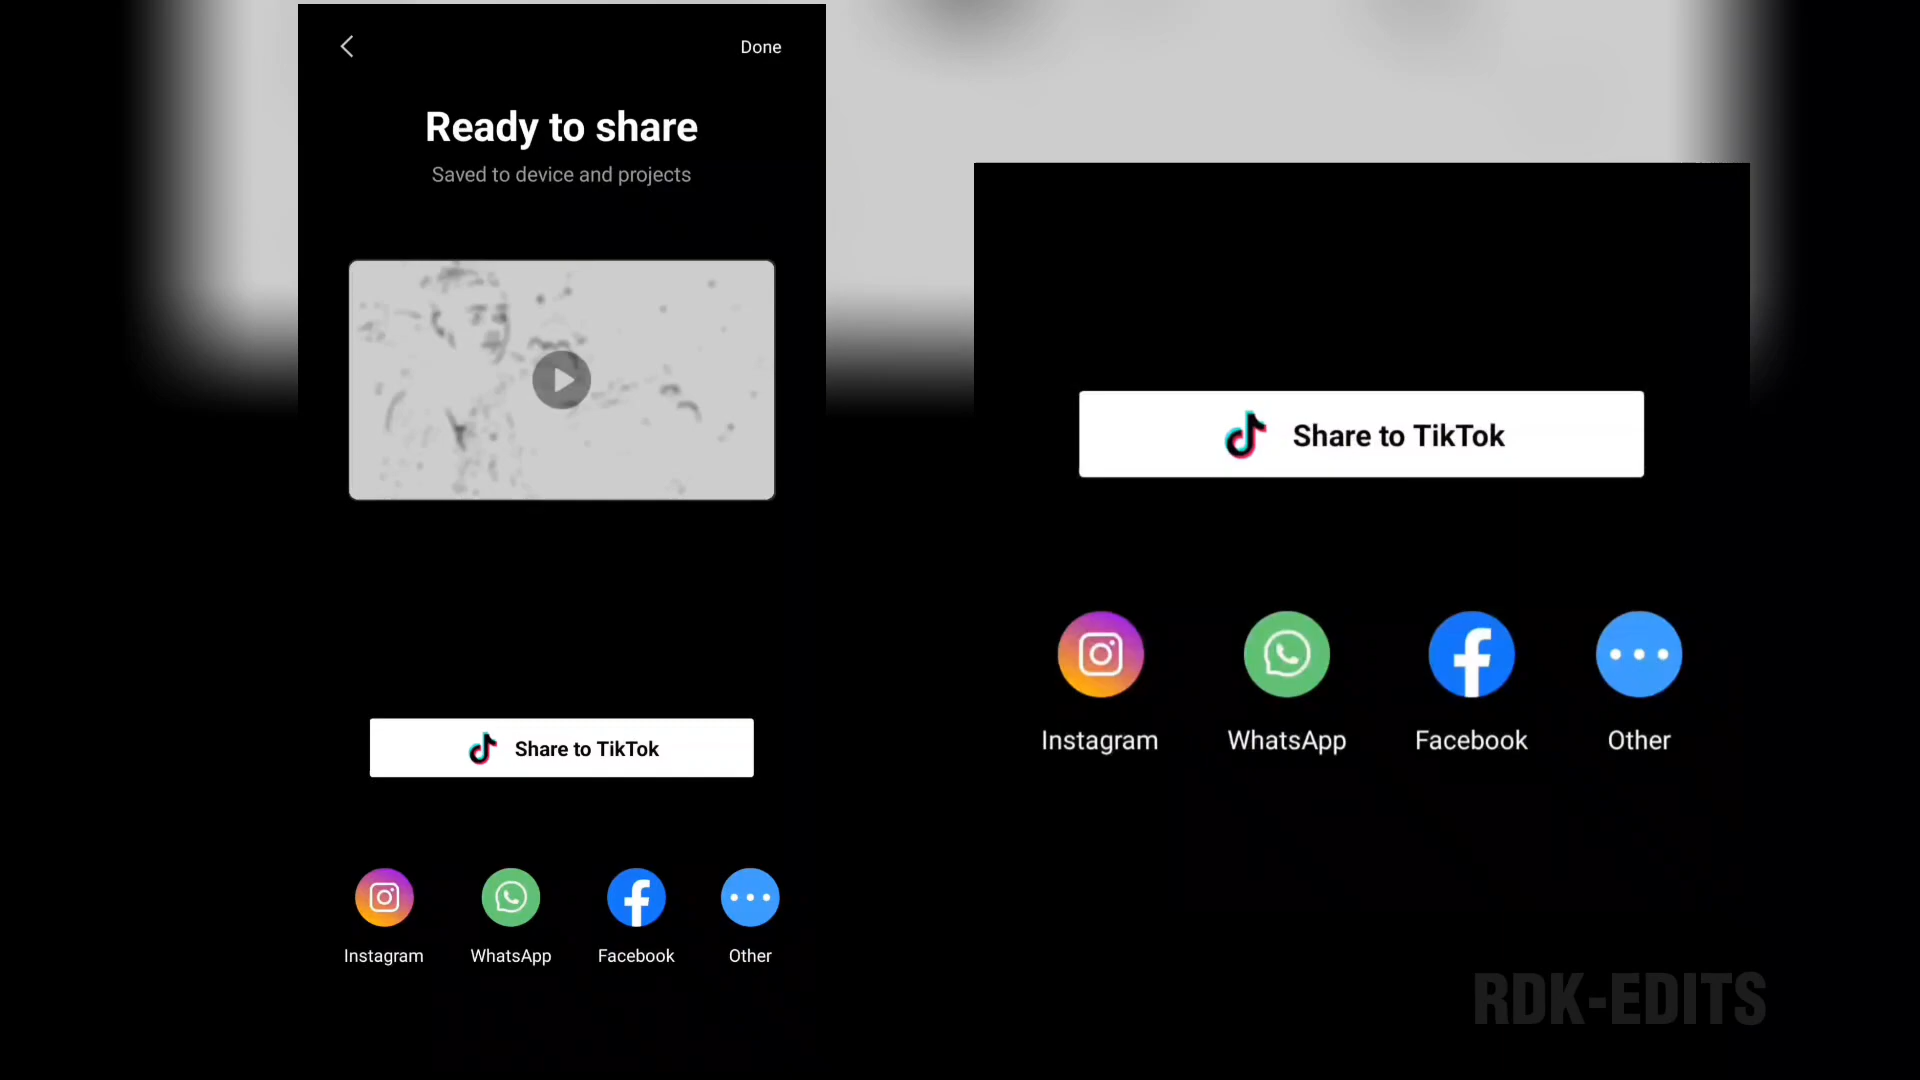 Done
Ready to share
Saved to device and projects
Share to TikTok
Instagram WhatsApp Facebook Other
Share to TikTok
Instagram WhatsApp Facebook Other
RDK-EDITS